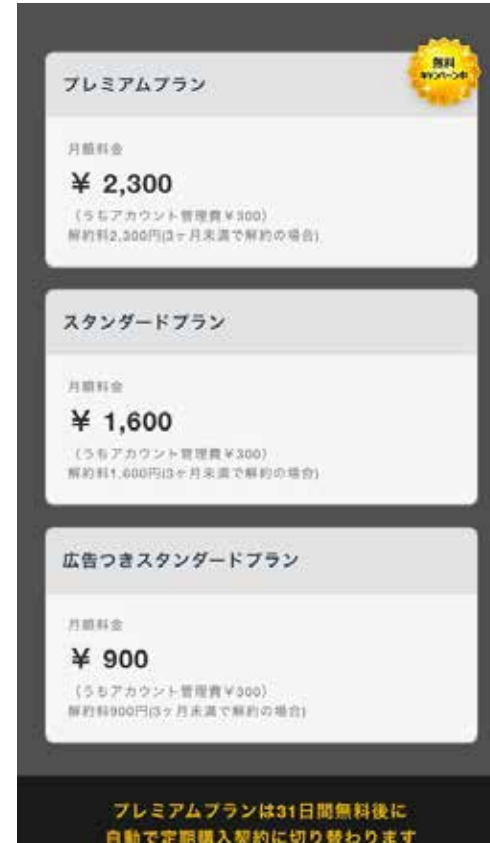 無料
キャンペーン中
プレミアムプラン
月額料金
¥ 2,300
（うちアカウント管理費¥300）
解約料2,300円(3ヶ月未満で解約の場合)
スタンダードプラン
月額料金
¥ 1,600
（うちアカウント管理費¥300）
解約料1,600円(3ヶ月未満で解約の場合)
広告つきスタンダードプラン
月額料金
¥ 900
（うちアカウント管理費¥300）
解約料900円(3ヶ月未満で解約の場合)
プレミアムプランは31日間無料後に
自動で定期購入契約に切り替わります